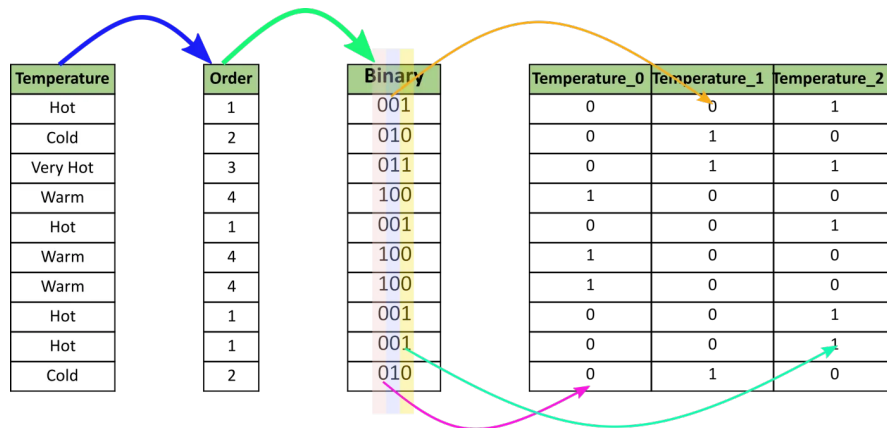 Temperature Order Binary Temperature_0 Temperature_1 Temperature_2
Hot 1 001 0 0 1
Cold 2 010 0 1 0
Very Hot 3 011 0 1 1
Warm 4 100 1 0 0
Hot 1 001 0 0 1
Warm 4 100 1 0 0
Warm 4 100 1 0 0
Hot 1 001 0 0 1
Hot 1 001 0 0 1
Cold 2 010 0 1 0